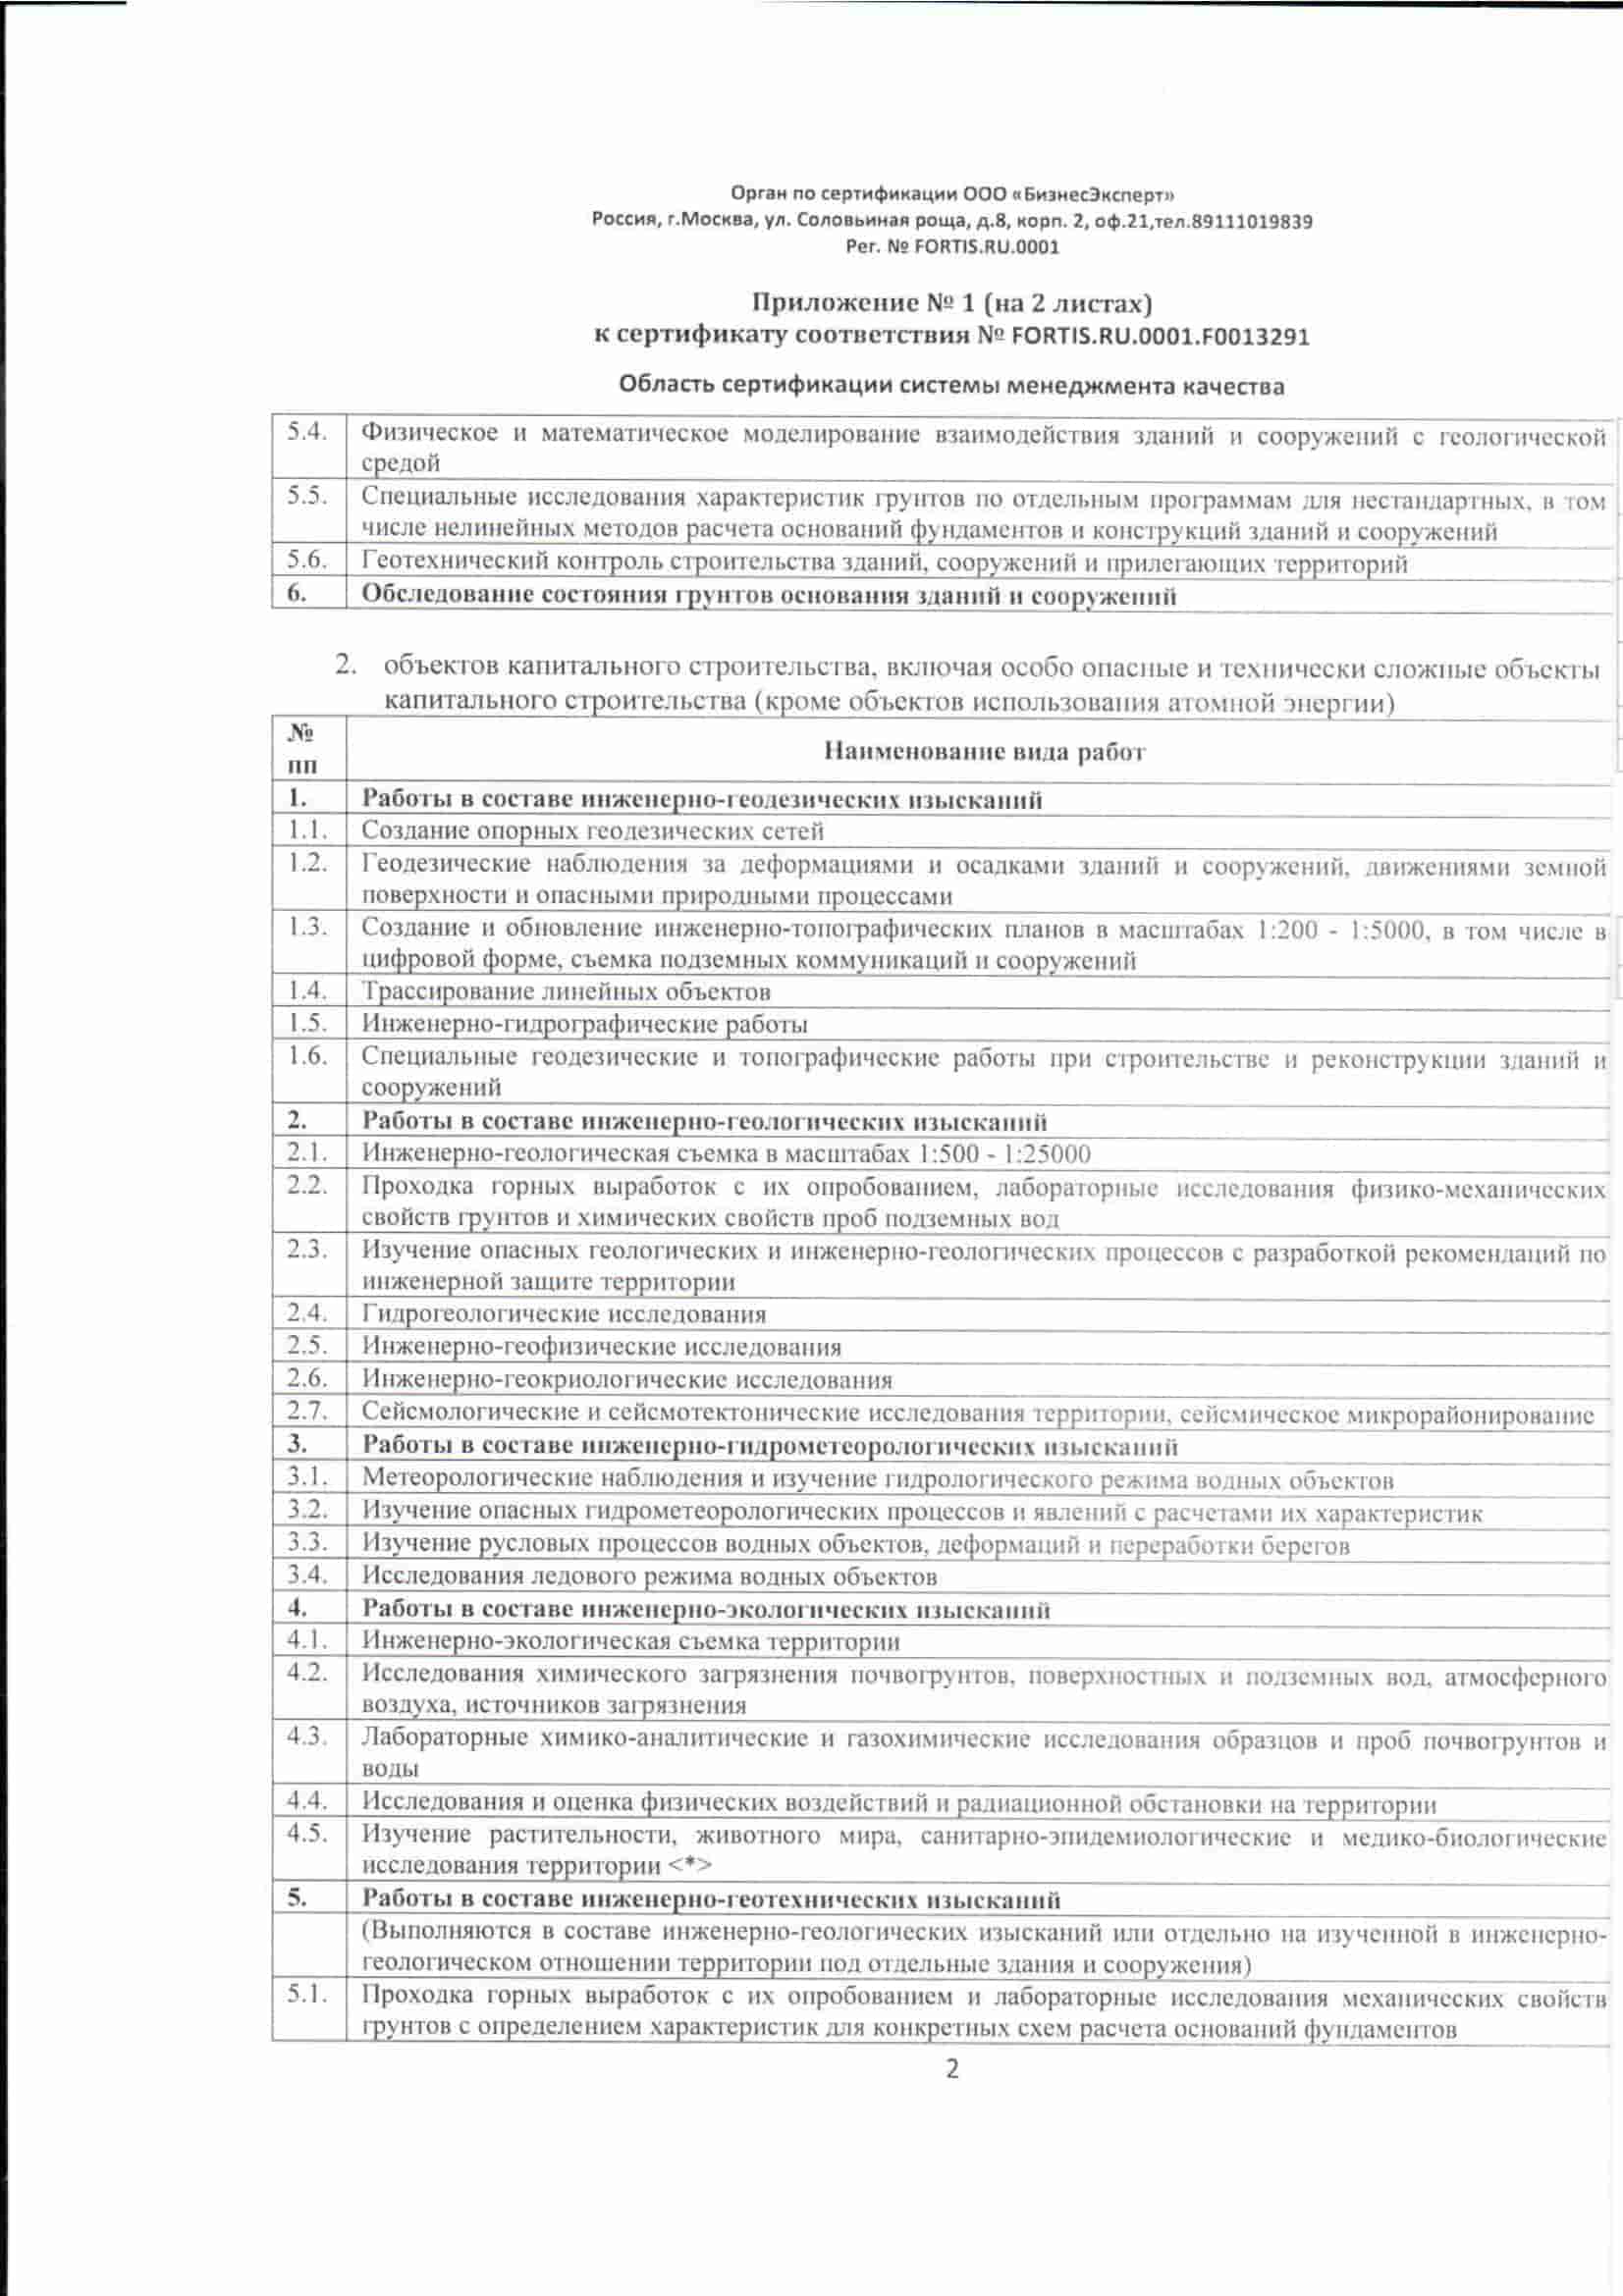 Орган по сертификации ООО «БизнесЭксперт»
Россия, г.Москва, ул. Соловьиная роща, д.8, корп. 2, оф.21,тел.89111019839
Рег. № FORTIS.RU.0001
Приложение № 1 (на 2 листах)
к сертификату соответствия № FORTIS.RU.0001.F0013291
Область сертификации системы менеджмента качества
5.4. Физическое и математическое моделирование взаимодействия зданий и сооружений с геологической
средой
5.5. Специальные исследования характеристик грунтов по отдельным программам для нестандартных, в том
числе нелинейных методов расчета оснований фундаментов и конструкций зданий и сооружений
5.6. Геотехнический контроль строительства зданий, сооружений и прилегающих территорий
6. Обследование состояния грунтов основания зданий и сооружений
2. объектов капитального строительства, включая особо опасные и технически сложные объекты
капитального строительства (кроме объектов использования атомной энергии)
№
пп
Наименование вида работ
1. Работы в составе инженерно-геодезических изысканий
1.1. Создание опорных геодезических сетей
1.2. Геодезические наблюдения за деформациями и осадками зданий и сооружений, движениями земной
поверхности и опасными природными процессами
1.3. Создание и обновление инженерно-топографических планов в масштабах 1:200 - 1:5000, в том числе в
цифровой форме, съемка подземных коммуникаций и сооружений
1.4. Трассирование линейных объектов
1.5. Инженерно-гидрографические работы
1.6. Специальные геодезические и топографические работы при строительстве и реконструкции зданий и
сооружений
2. Работы в составе инженерно-геологических изысканий
2.1. Инженерно-геологическая съемка в масштабах 1:500 - 1:25000
2.2. Проходка горных выработок с их опробованием, лабораторные исследования физико-механических
свойств грунтов и химических свойств проб подземных вод
2.3. Изучение опасных геологических и инженерно-геологических процессов с разработкой рекомендаций по
инженерной защите территории
2.4. Гидрогеологические исследования
2.5. Инженерно-геофизические исследования
2.6. Инженерно-геокриологические исследования
2.7. Сейсмологические и сейсмотектонические исследования территории, сейсмическое микрорайонирование
3. Работы в составе инженерно-гидрометеорологических изысканий
3.1. Метеорологические наблюдения и изучение гидрологического режима водных объектов
3.2. Изучение опасных гидрометеорологических процессов и явлений с расчетами их характеристик
3.3. Изучение русловых процессов водных объектов, деформаций и переработки берегов
3.4. Исследования ледового режима водных объектов
4. Работы в составе инженерно-экологических изысканий
4.1. Инженерно-экологическая съемка территории
4.2. Исследования химического загрязнения почвогрунтов, поверхностных и подземных вод, атмосферного
воздуха, источников загрязнения
4.3. Лабораторные химико-аналитические и газохимические исследования образцов и проб почвогрунтов и
воды
4.4. Исследования и оценка физических воздействий и радиационной обстановки на территории
4.5. Изучение растительности, животного мира, санитарно-эпидемиологические и медико-биологические
исследования территории <*>
5. Работы в составе инженерно-геотехнических изысканий
(Выполняются в составе инженерно-геологических изысканий или отдельно на изученной в инженерно-
геологическом отношении территории под отдельные здания и сооружения)
5.1. Проходка горных выработок с их опробованием и лабораторные исследования механических свойств
грунтов с определением характеристик для конкретных схем расчета оснований фундаментов
2